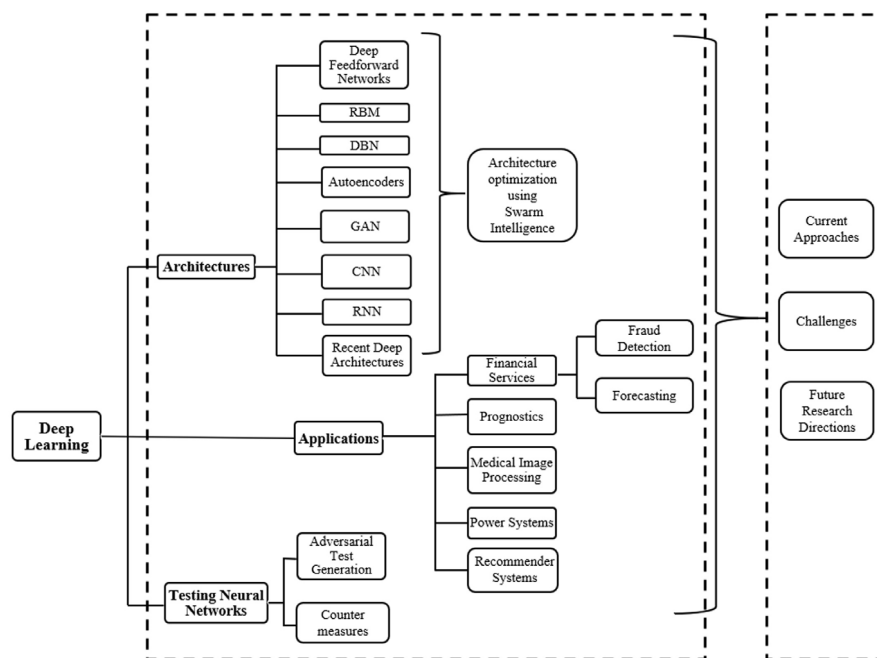 Deep
Learning
Architectures
Deep
Feedforward
Networks
RBM
DBN
Autoencoders
GAN
CNN
RNN
Recent Deep
Architectures
Architecture
optimization
using
Swarm
Intelligence
Applications
Financial
Services
Fraud
Detection
Forecasting
Prognostics
Medical Image
Processing
Power Systems
Recommender
Systems
Testing Neural
Networks
Adversarial
Test
Generation
Counter
measures
Current
Approaches
Challenges
Future
Research
Directions